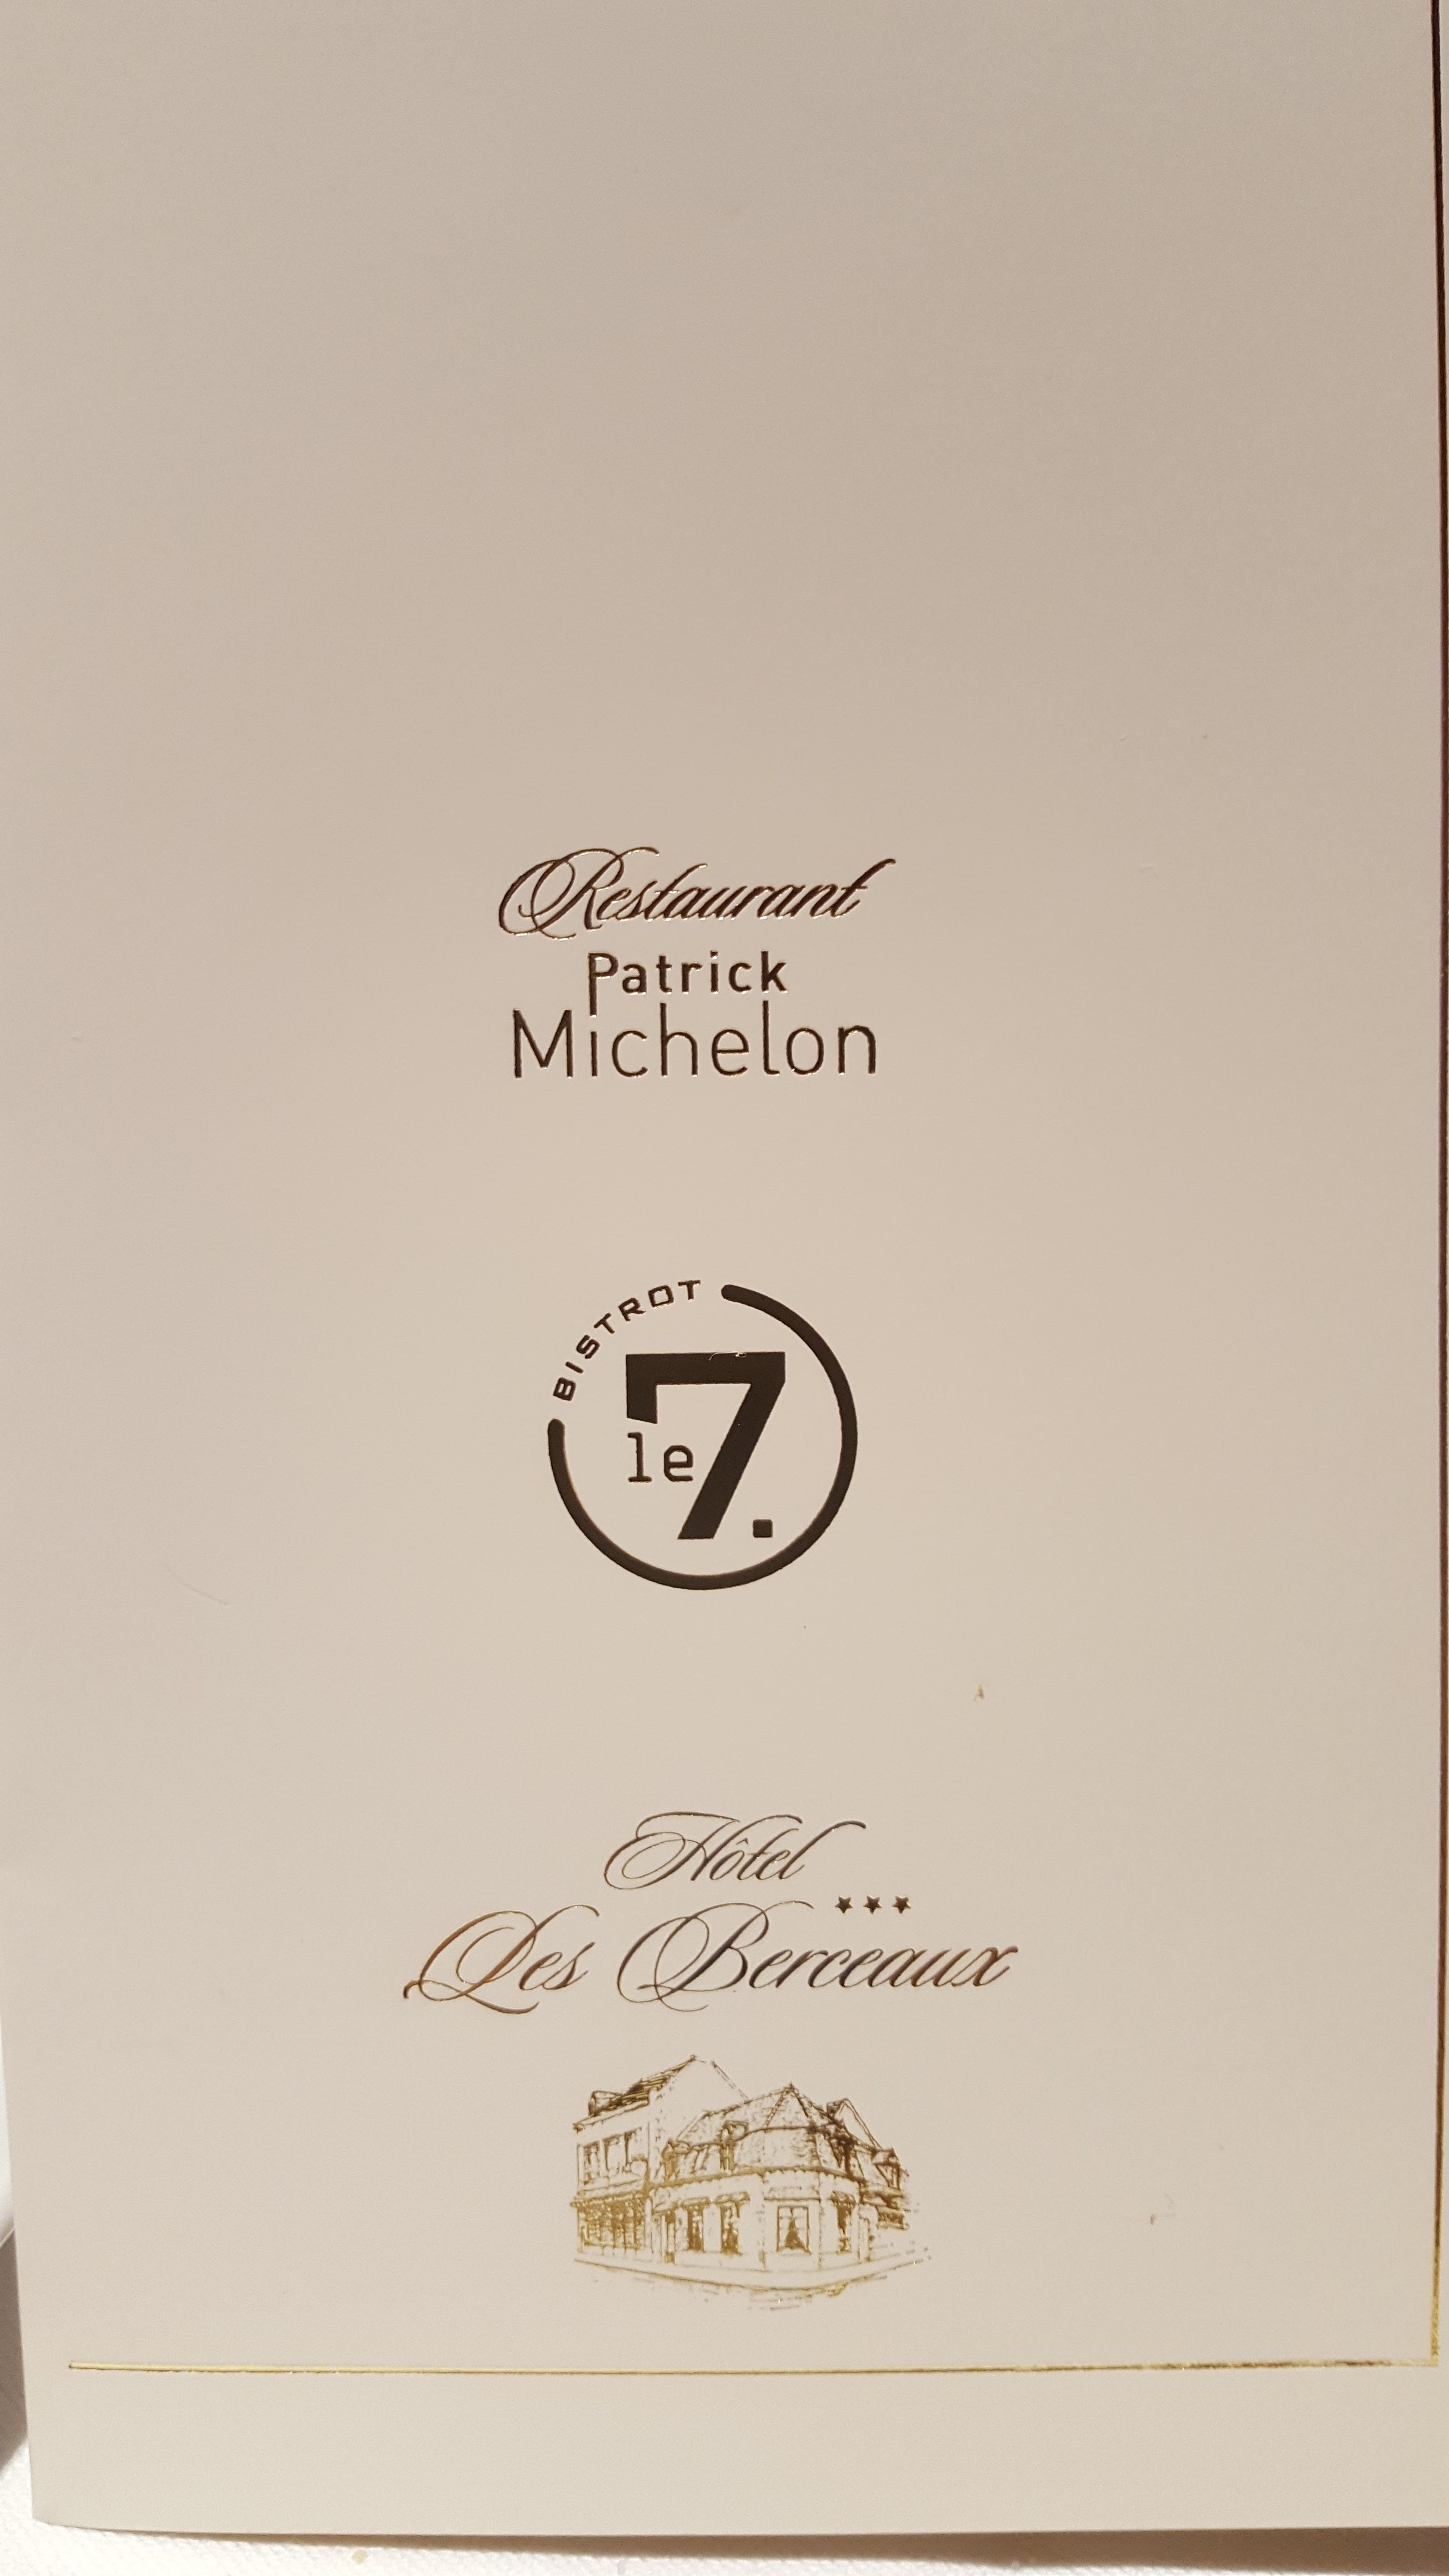 Restaurant
Patrick
Michelon
BISTROT
le 7.
Hôtel
Les Berceaux